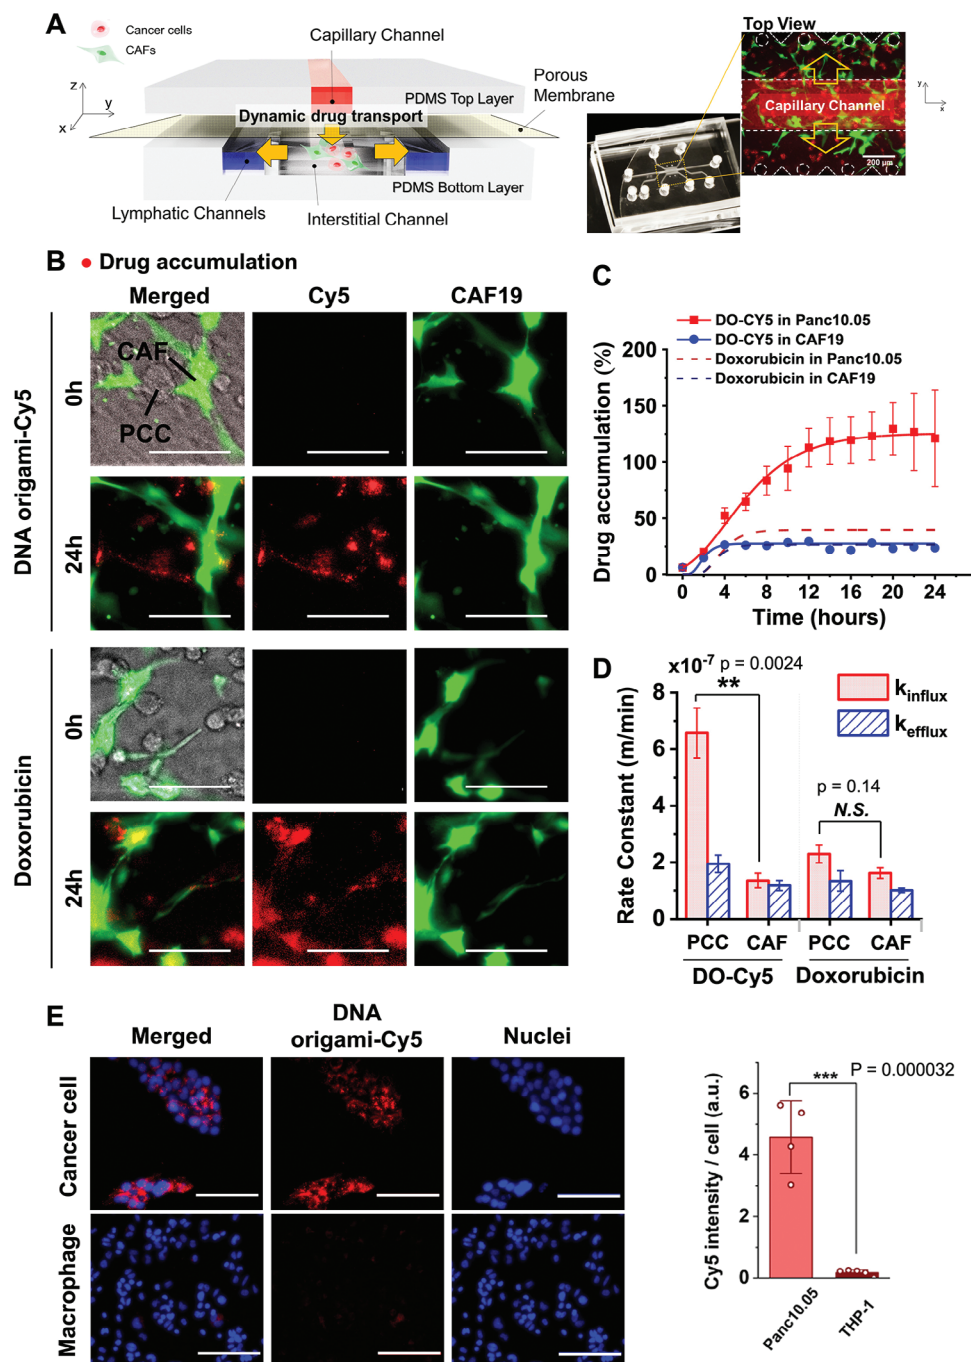 A
Cancer cells
CAFs
Capillary Channel
z
y
x
PDMS Top Layer
Porous
Membrane
Dynamic drug transport
PDMS Bottom Layer
Lymphatic Channels
Interstitial Channel
Top View
Capillary Channel
200 μm
y
x
B
Drug accumulation
Merged
Cy5
CAF19
DNA origami-Cy5
0h
CAF
PCC
24h
Doxorubicin
0h
24h
C
DO-CY5 in Panc10.05
DO-CY5 in CAF19
Doxorubicin in Panc10.05
Doxorubicin in CAF19
Drug accumulation (%)
200
150
100
50
0
0 4 8 12 16 20 24
Time (hours)
D
x10-7
p = 0.0024
**
kinflux
kefflux
p = 0.14
N.S.
Rate Constant (m/min)
8
6
4
2
0
PCC CAF PCC CAF
DO-Cy5 Doxorubicin
E
Merged
DNA
origami-Cy5
Nuclei
Cancer cell
Macrophage
P = 0.000032
***
Cy5 intensity / cell (a.u.)
6
4
2
0
Panc10.05
THP-1